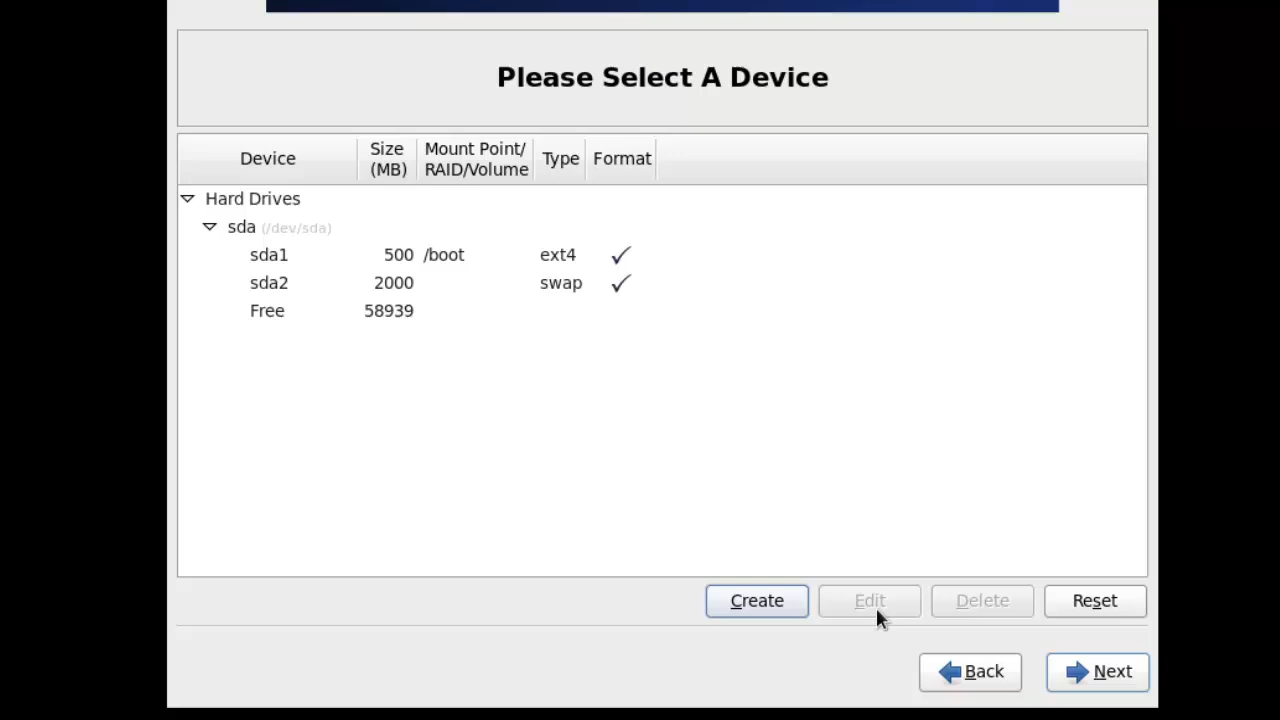 Please Select A Device
Device
Size
(MB)
Mount Point/
RAID/Volume
Type
Format
Hard Drives
sda (/dev/sda)
sda1 500 /boot ext4
sda2 2000 swap
Free 58939
Create Edit Delete Reset
Back Next